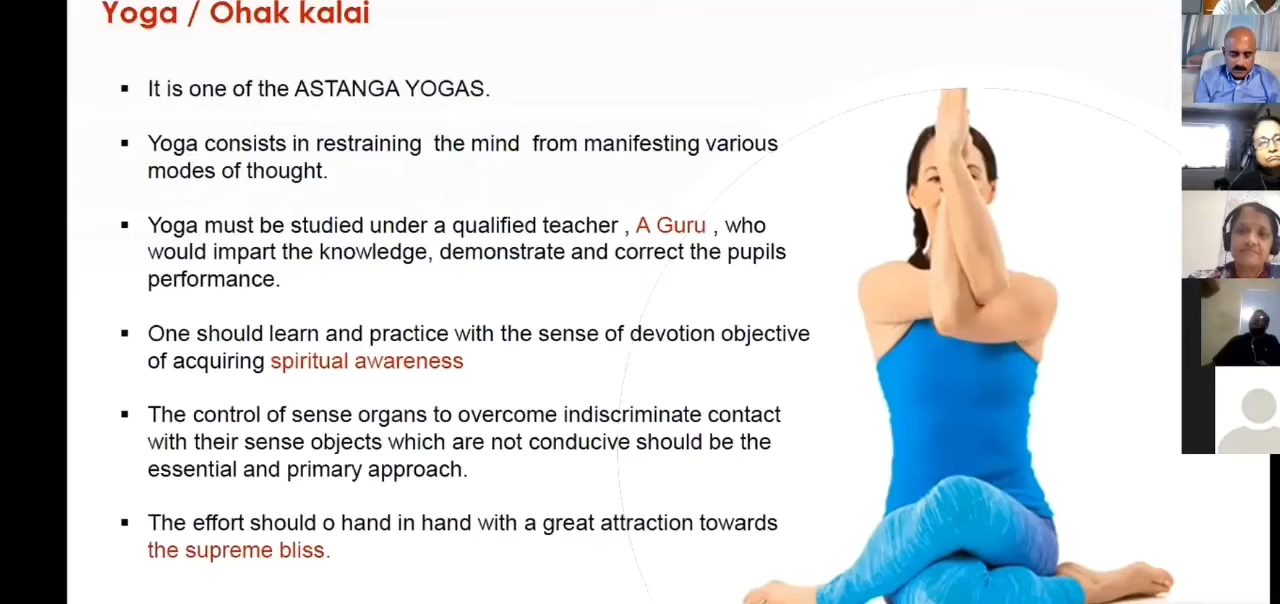 Yoga / Ohak kalai
▪ It is one of the ASTANGA YOGAS.
▪ Yoga consists in restraining the mind from manifesting various
modes of thought.
▪ Yoga must be studied under a qualified teacher , A Guru , who
would impart the knowledge, demonstrate and correct the pupils
performance.
▪ One should learn and practice with the sense of devotion objective
of acquiring spiritual awareness
▪ The control of sense organs to overcome indiscriminate contact
with their sense objects which are not conducive should be the
essential and primary approach.
▪ The effort should o hand in hand with a great attraction towards
the supreme bliss.